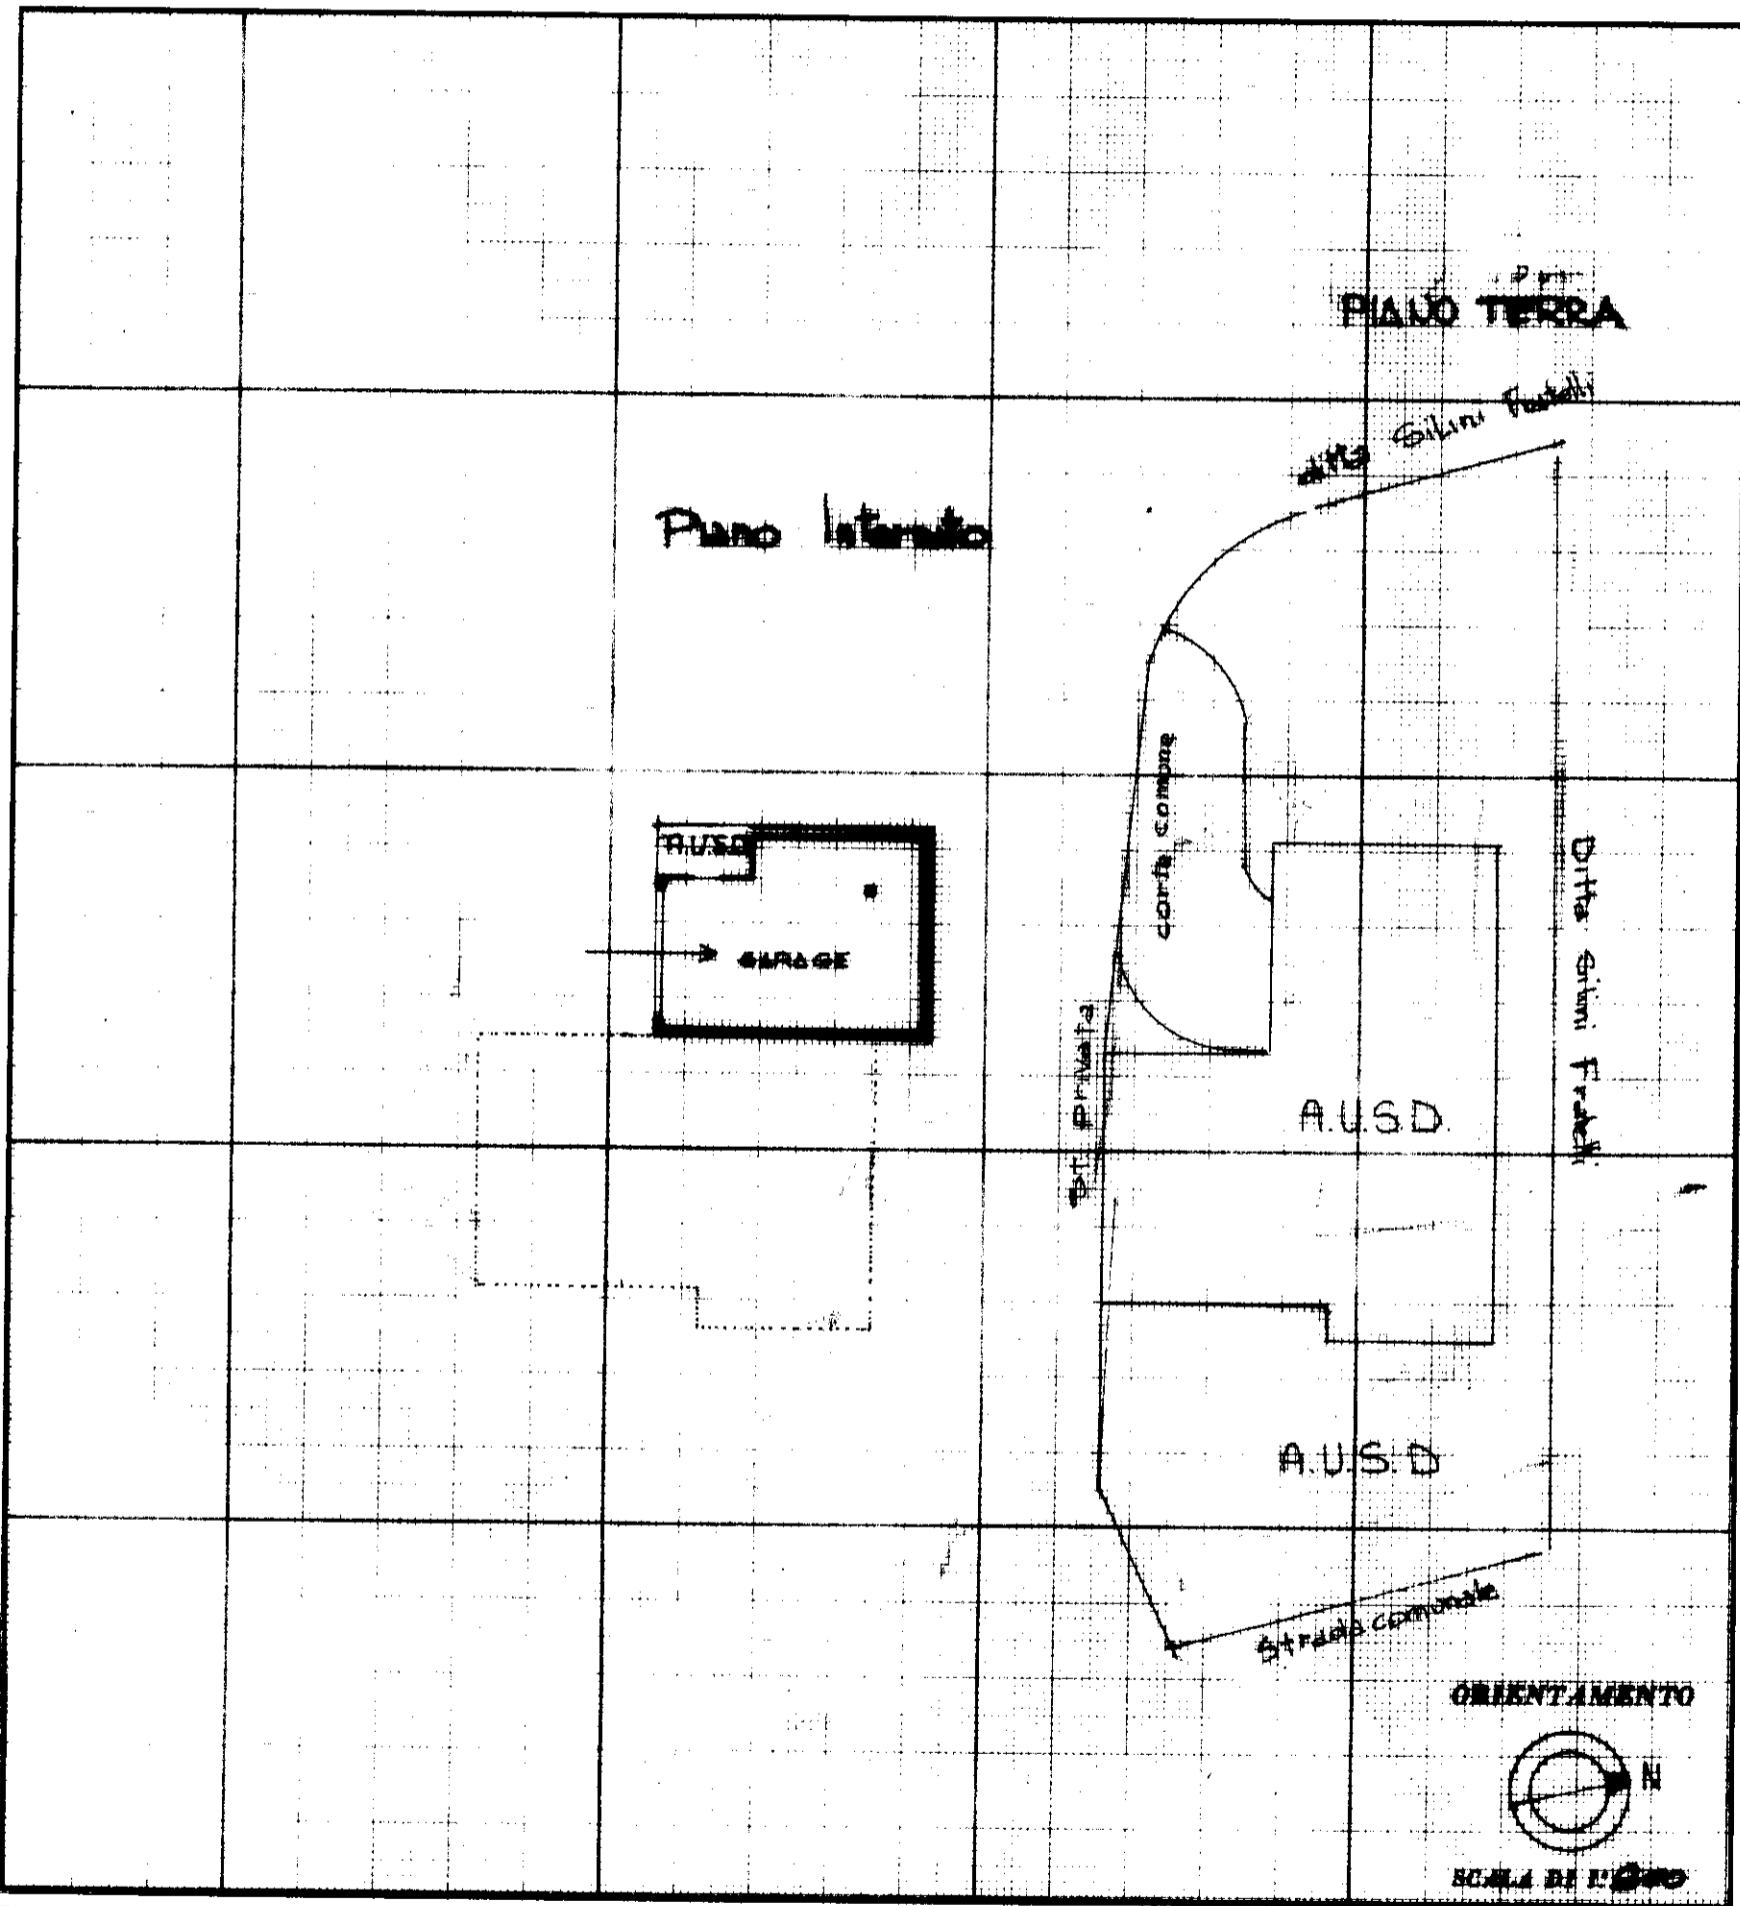 PIANO TERRA
ditta Silini Fratelli
Piano Interrato
corte comune
A.U.S.D
GARAGE
Ditta Silini Fratelli
st. privata
A.U.S.D.
A.U.S.D
Strada comunale
ORIENTAMENTO
N
SCALA DI 1: